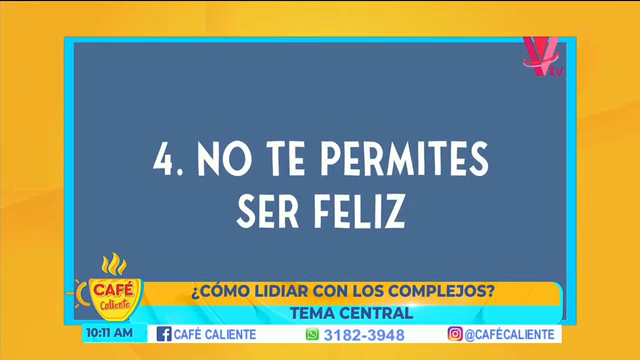 VTV
4. NO TE PERMITES
SER FELIZ
CAFÉ
Caliente
¿CÓMO LIDIAR CON LOS COMPLEJOS?
TEMA CENTRAL
10:11 AM
CAFÉ CALIENTE
3182-3948
@CAFÉCALIENTE